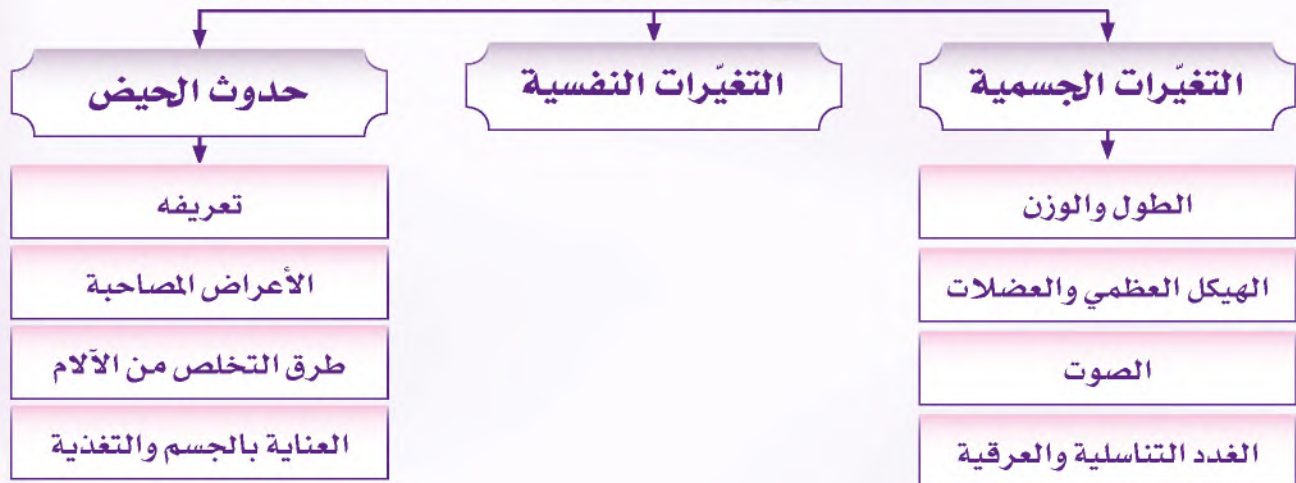 التغيّرات الجسمية
التغيّرات النفسية
حدوث الحيض
الطول والوزن
الهيكل العظمي والعضلات
الصوت
الغدد التناسلية والعرقية
تعريفه
الأعراض المصاحبة
طرق التخلص من الآلام
العناية بالجسم والتغذية